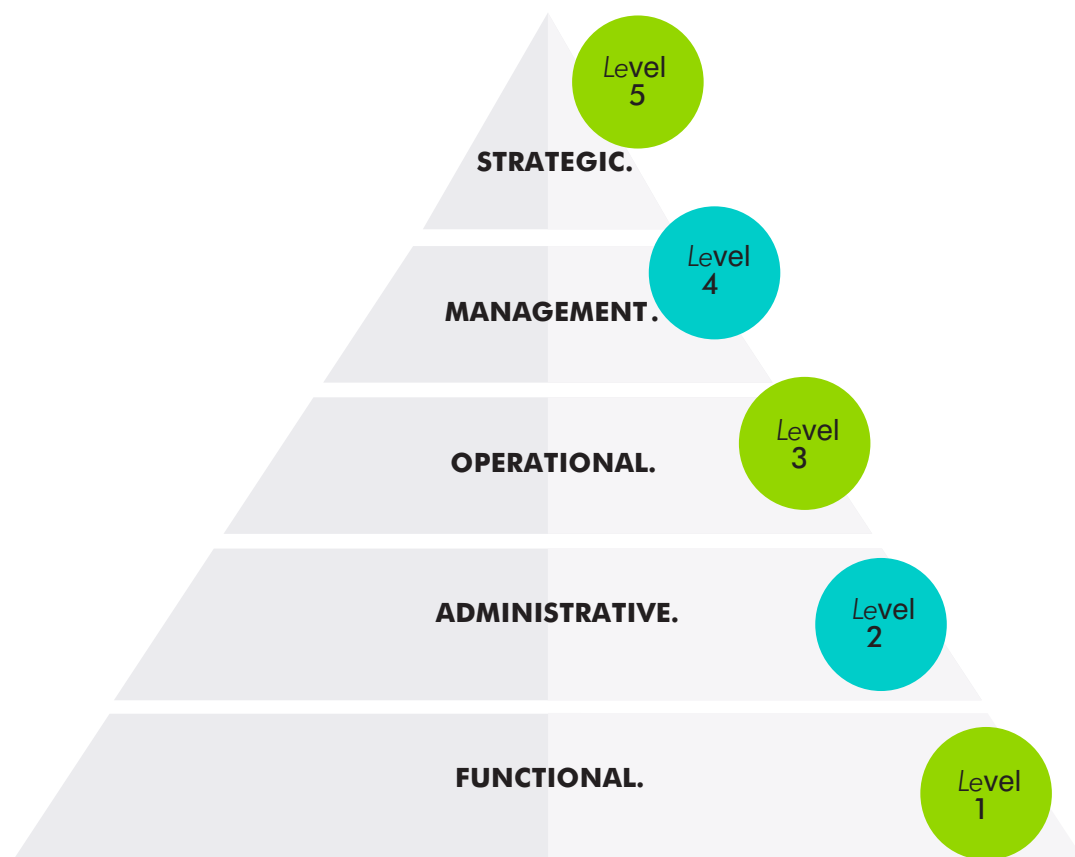 Level
5
STRATEGIC.
Level
4
MANAGEMENT.
Level
3
OPERATIONAL.
Level
2
ADMINISTRATIVE.
Level
1
FUNCTIONAL.